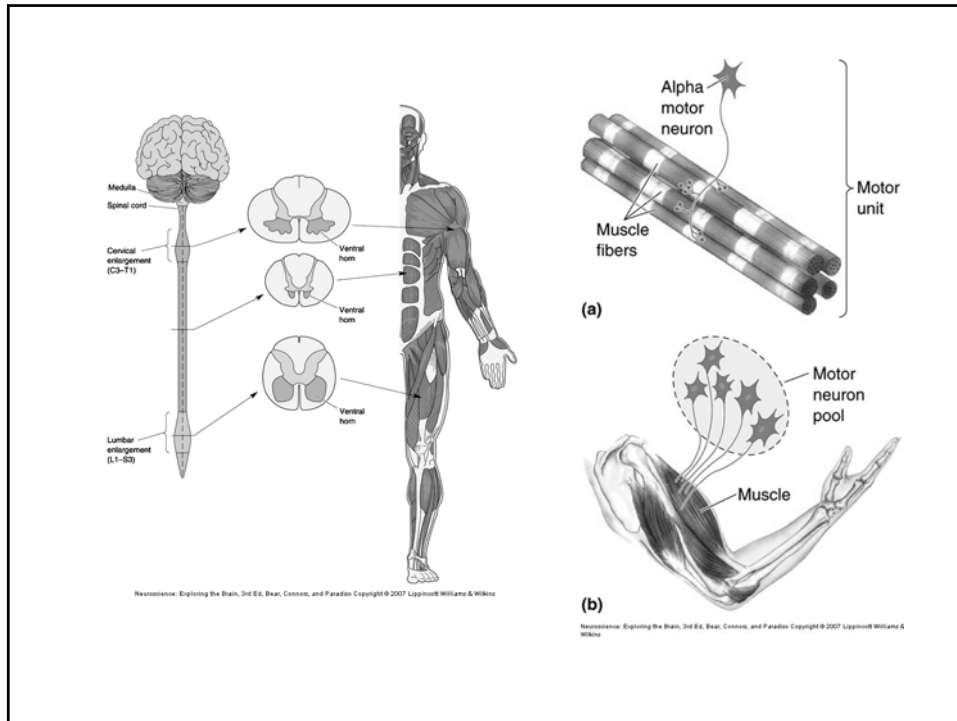 Medulla
Spinal cord
Cervical
enlargement
(C3–T1)
Lumbar
enlargement
(L1–S3)
Ventral
horn
Ventral
horn
Ventral
horn
Neuroscience: Exploring the Brain, 3rd Ed, Bear, Connors, and Paradiso Copyright © 2007 Lippincott Williams & Wilkins
Alpha
motor
neuron
Muscle
fibers
Motor
unit
(a)
Motor
neuron
pool
Muscle
(b)
Neuroscience: Exploring the Brain, 3rd Ed, Bear, Connors, and Paradiso Copyright © 2007 Lippincott Williams &
Wilkins